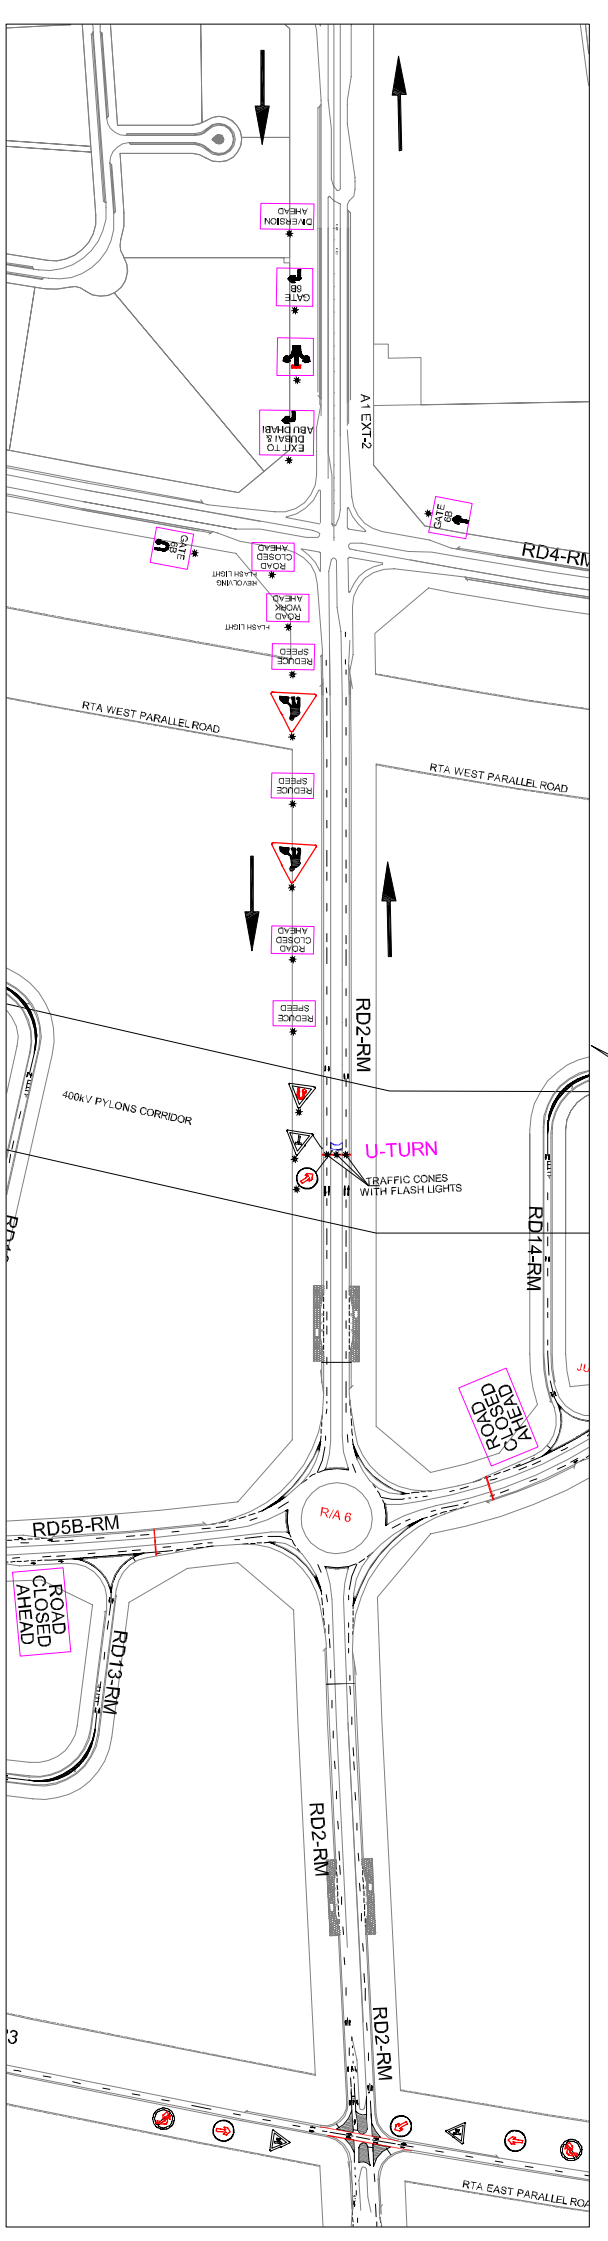 DIVERSION
AHEAD
GATE
6B
A1 EXT-2
EXIT TO
DUBAI &
ABU DHABI
GATE
6B
GATE
6B
RD4-RM
ROAD
CLOSED
AHEAD
REVOLVING
FLASH LIGHT
ROAD
WORK
AHEAD
FLASH LIGHT
REDUCE
SPEED
RTA WEST PARALLEL ROAD
RTA WEST PARALLEL ROAD
REDUCE
SPEED
ROAD
CLOSED
AHEAD
REDUCE
SPEED
RD2-RM
400kV PYLONS CORRIDOR
U-TURN
TRAFFIC CONES
WITH FLASH LIGHTS
RD14-RM
JU
ROAD
CLOSED
AHEAD
R/A 6
RD5B-RM
ROAD
CLOSED
AHEAD
RD13-RM
RD2-RM
RD2-RM
RTA EAST PARALLEL ROA